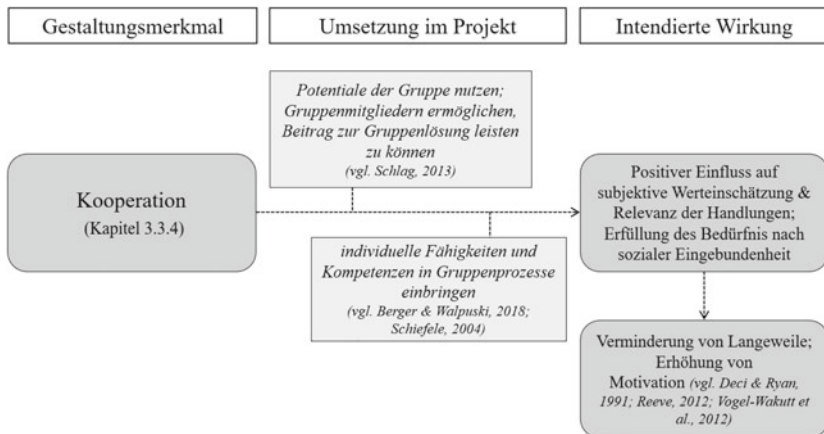 Gestaltungsmerkmal
Umsetzung im Projekt
Intendierte Wirkung
Potentiale der Gruppe nutzen;
Gruppenmitgliedern ermöglichen,
Beitrag zur Gruppenlösung leisten
zu können
(vgl. Schlag, 2013)
Kooperation
(Kapitel 3.3.4)
individuelle Fähigkeiten und
Kompetenzen in Gruppenprozesse
einbringen
(vgl. Berger & Walpuski, 2018;
Schiefele, 2004)
Positiver Einfluss auf
subjektive Werteinschätzung &
Relevanz der Handlungen;
Erfüllung des Bedürfnis nach
sozialer Eingebundenheit
Verminderung von Langeweile;
Erhöhung von
Motivation (vgl. Deci & Ryan,
1991; Reeve, 2012; Vogel-Wakutt
et al., 2012)